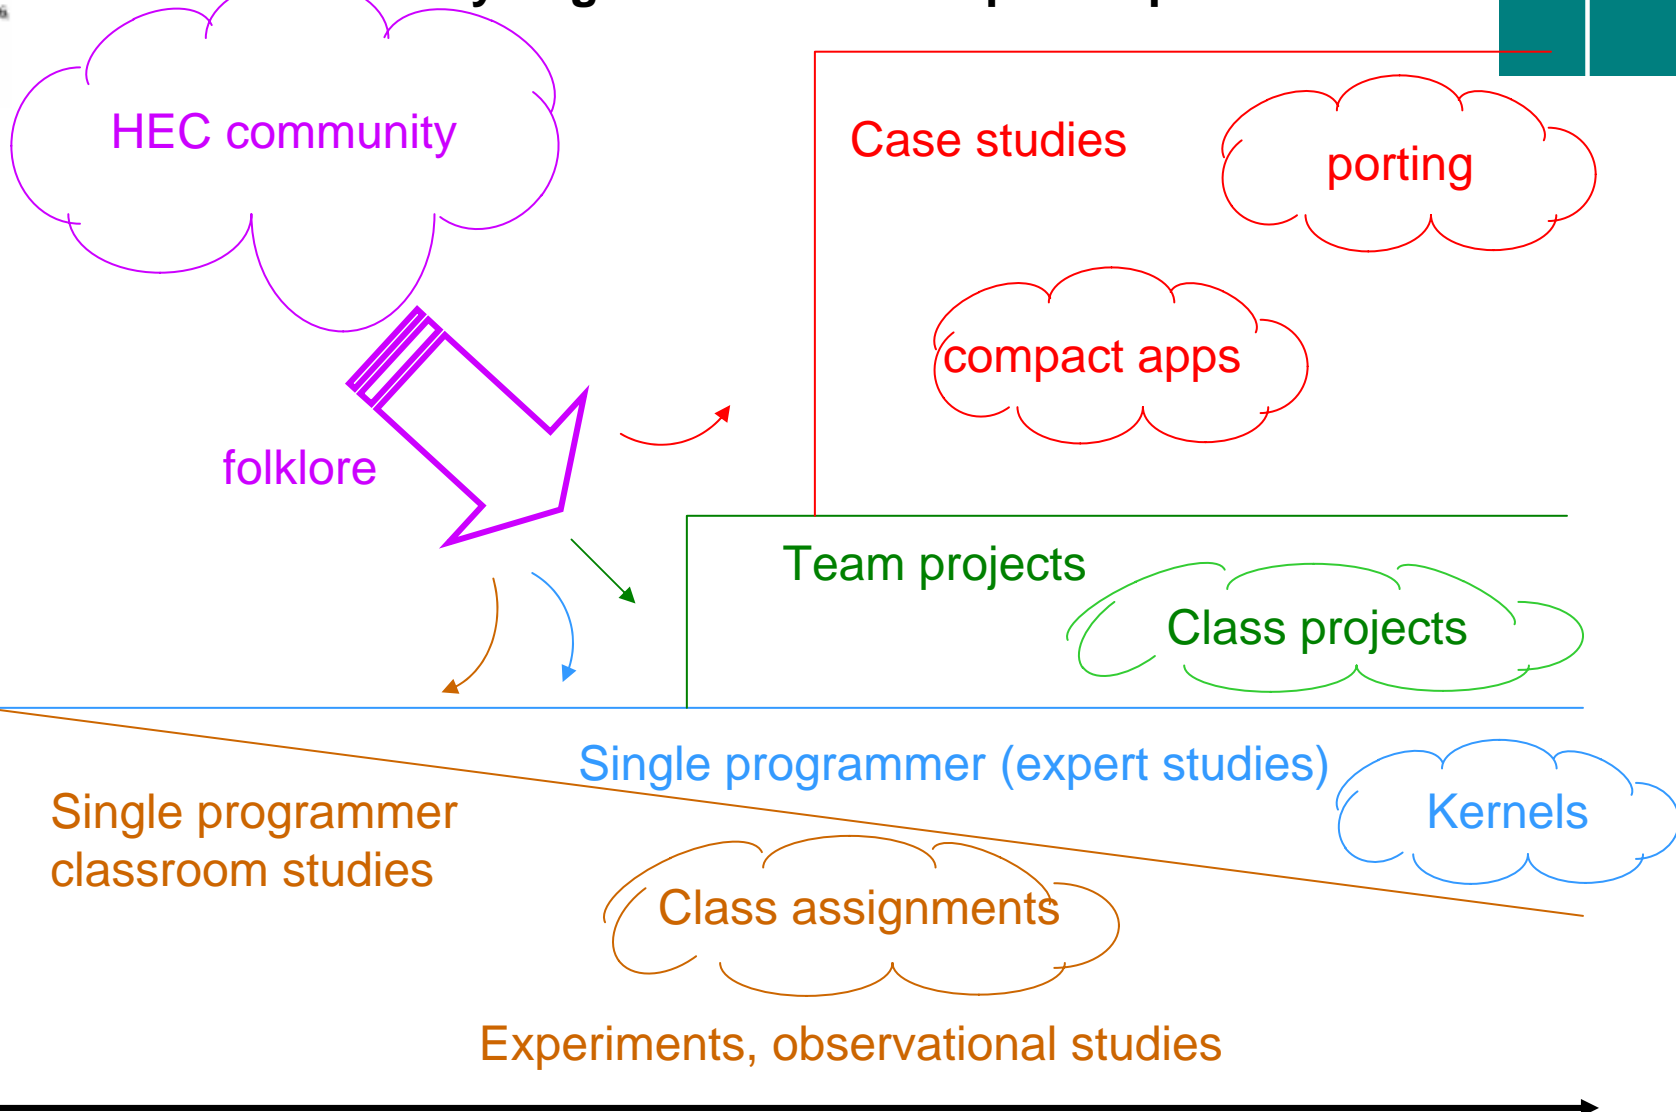 HEC community
Case studies
porting
compact apps
folklore
Team projects
Class projects
Single programmer (expert studies)
Kernels
Single programmer
classroom studies
Class assignments
Experiments, observational studies